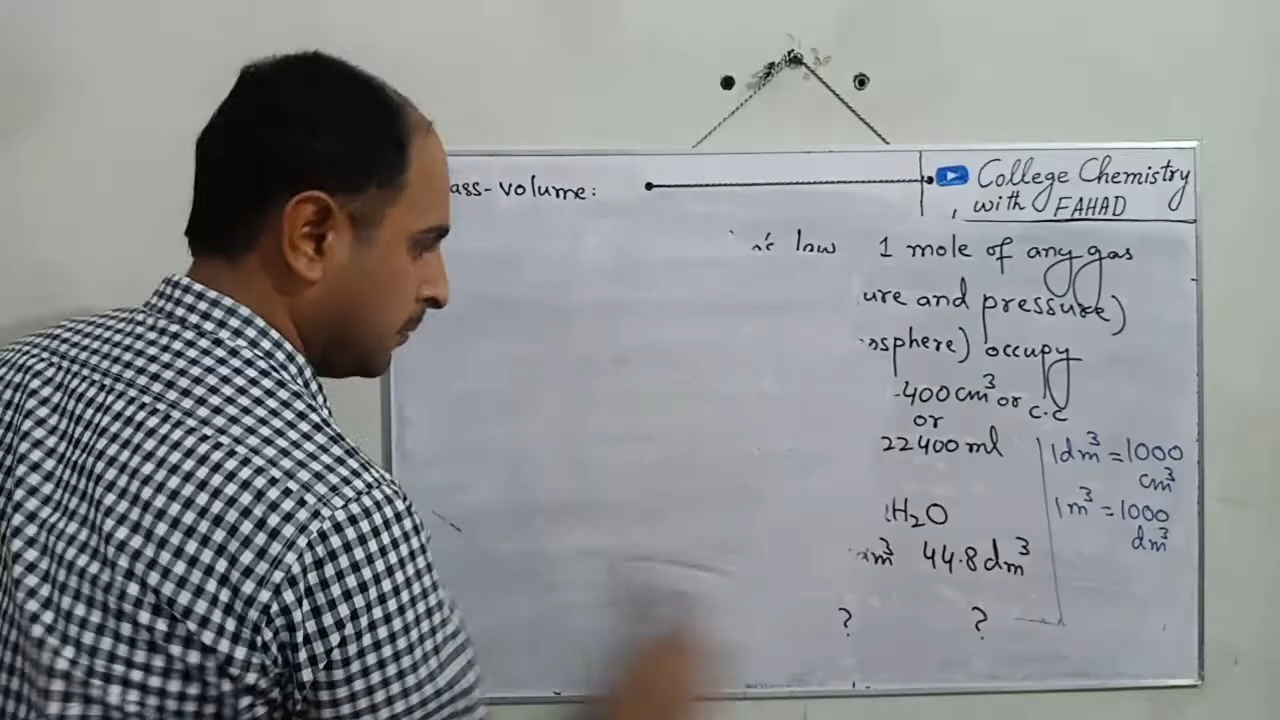 ass-volume:
College Chemistry
with FAHAD
law 1 mole of any gas
ure and pressure)
osphere) occupy
400 cm³ or c.c
or
22400 ml
1dm³ = 1000
cm³
1m³ = 1000
dm³
H₂O
m³ 44.8 dm³
? ?